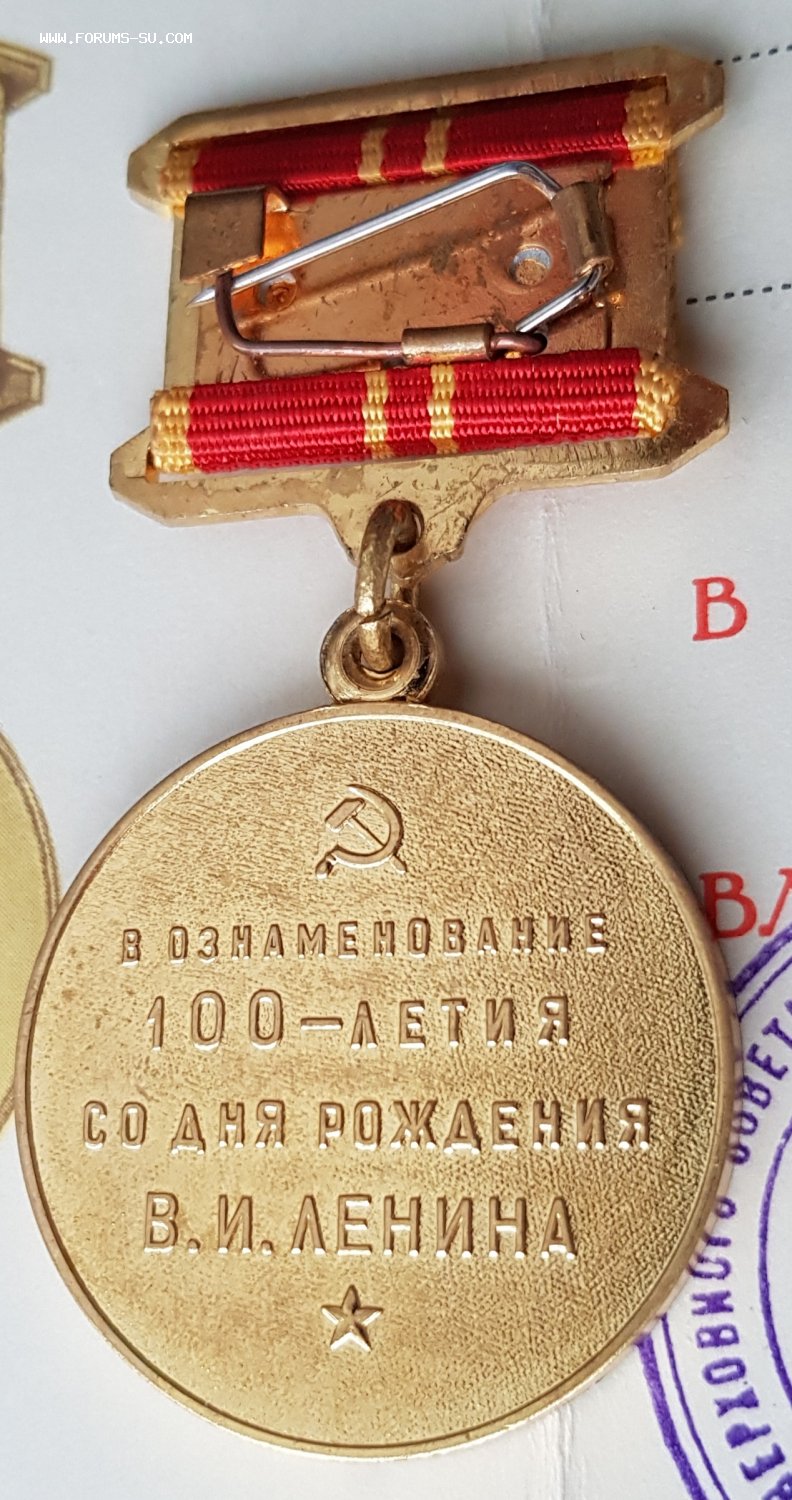 WWW.FORUMS-SU.COM
В
В ОЗНАМЕНОВАНИЕ
100-ЛЕТИЯ
СО ДНЯ РОЖДЕНИЯ
В. И. ЛЕНИНА